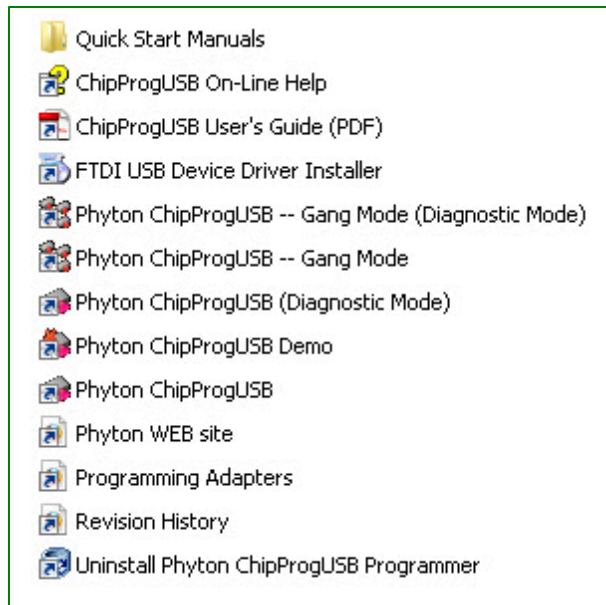 Quick Start Manuals
ChipProgUSB On-Line Help
ChipProgUSB User's Guide (PDF)
FTDI USB Device Driver Installer
Phyton ChipProgUSB -- Gang Mode (Diagnostic Mode)
Phyton ChipProgUSB -- Gang Mode
Phyton ChipProgUSB (Diagnostic Mode)
Phyton ChipProgUSB Demo
Phyton ChipProgUSB
Phyton WEB site
Programming Adapters
Revision History
Uninstall Phyton ChipProgUSB Programmer